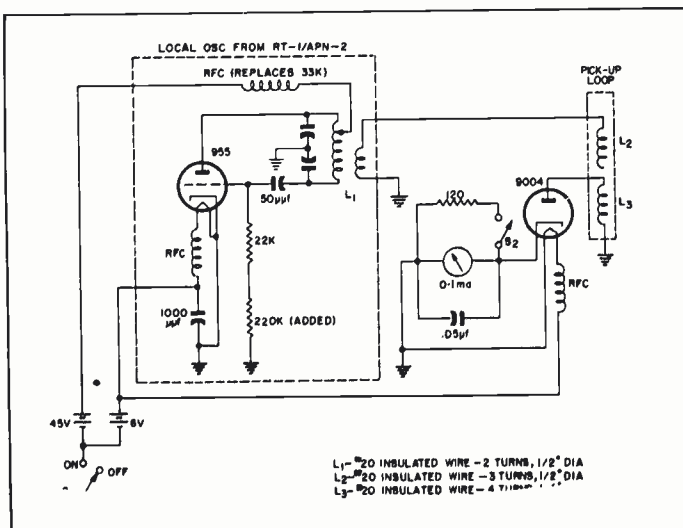 LOCAL OSC FROM RT-1/APN-2
RFC (REPLACES 33K)
PICK-UP
LOOP
955
L1
L2
9004
L3
50μμf
120
S2
RFC
22K
0-1ma
RFC
1000
μμf
220K (ADDED)
.05μf
45V
6V
ON
OFF
L1-#20 INSULATED WIRE-2 TURNS, 1/2" DIA
L2-#20 INSULATED WIRE-3 TURNS, 1/2" DIA
L3-#20 INSULATED WIRE-4 TURNS